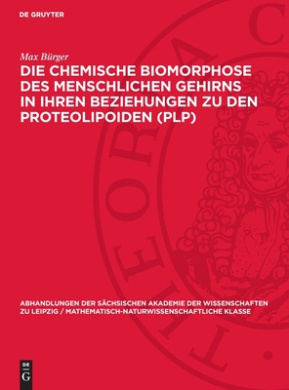 DE GRUYTER
Max Bürger
DIE CHEMISCHE BIOMORPHOSE
DES MENSCHLICHEN GEHIRNS
IN IHREN BEZIEHUNGEN ZU DEN
PROTEOLIPOIDEN (PLP)
ABHANDLUNGEN DER SÄCHSISCHEN AKADEMIE DER WISSENSCHAFTEN
ZU LEIPZIG / MATHEMATISCH-NATURWISSENSCHAFTLICHE KLASSE
DE
G